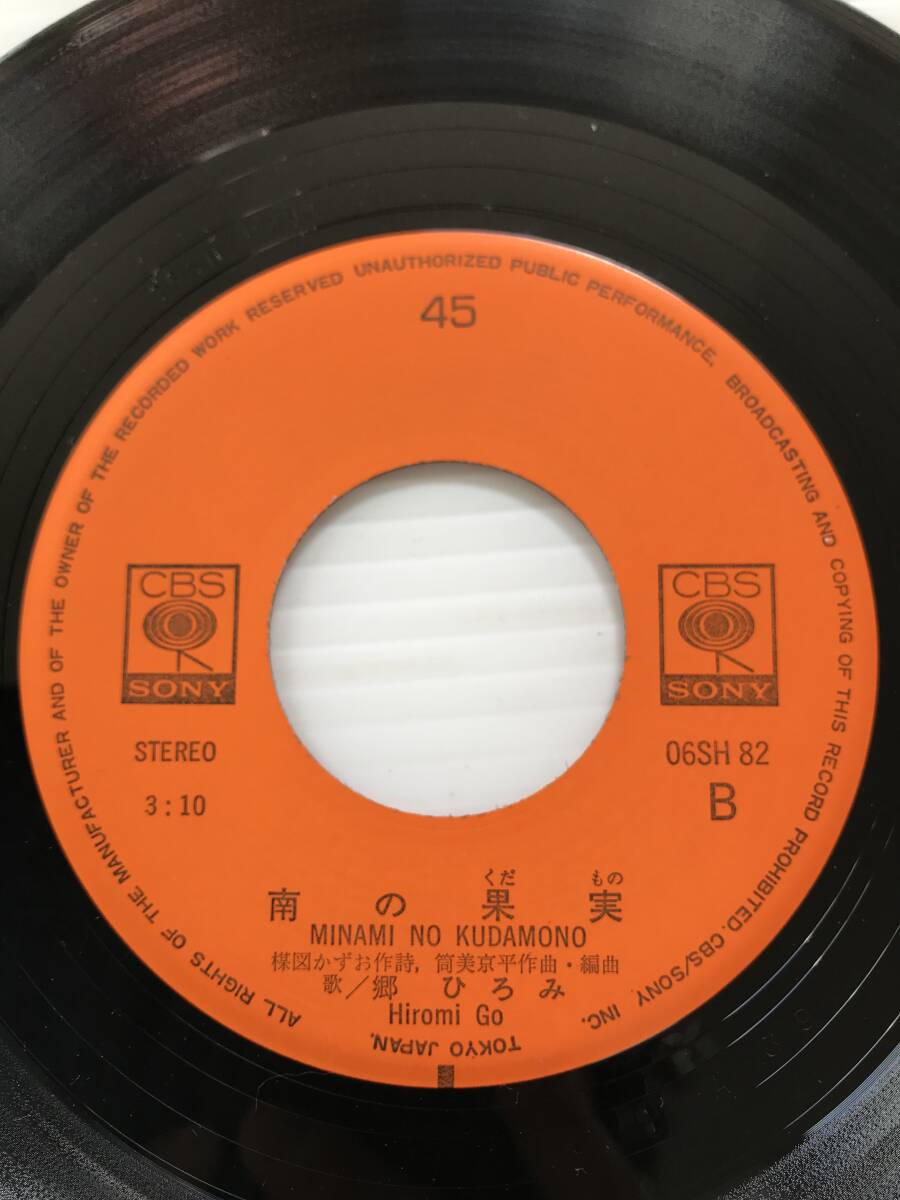 ALL RIGHTS OF THE MANUFACTURER AND OF THE OWNER OF THE RECORDED WORK RESERVED UNAUTHORIZED PUBLIC PERFORMANCE, BROADCASTING AND COPYING OF THIS RECORD PROHIBITED. CBS/SONY INC.
TOKYO JAPAN.
45
CBS
SONY
CBS
SONY
STEREO
3:10
06SH 82
B
くだ もの
南の果実
MINAMI NO KUDAMONO
楳図かずお作詩，筒美京平作曲・編曲
歌／郷 ひろみ
Hiromi Go